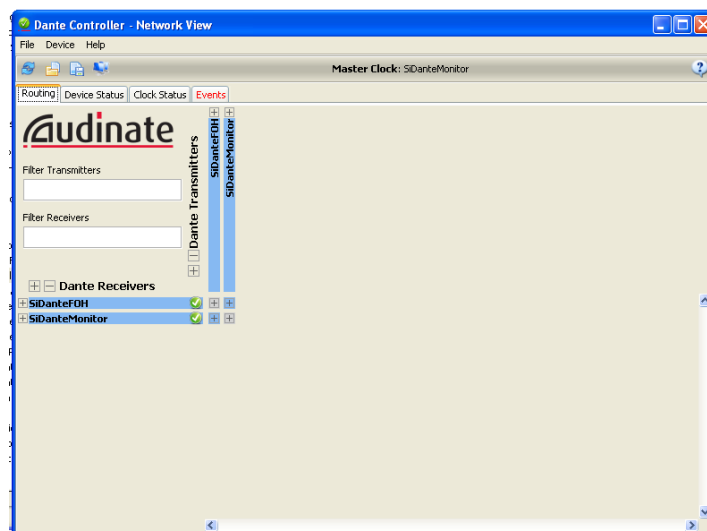 Dante Controller - Network View
File Device Help
Master Clock: SiDanteMonitor
Routing Device Status Clock Status Events
Audinate
Filter Transmitters
Filter Receivers
Dante Transmitters
SiDanteFOH
SiDanteMonitor
Dante Receivers
SiDanteFOH
SiDanteMonitor